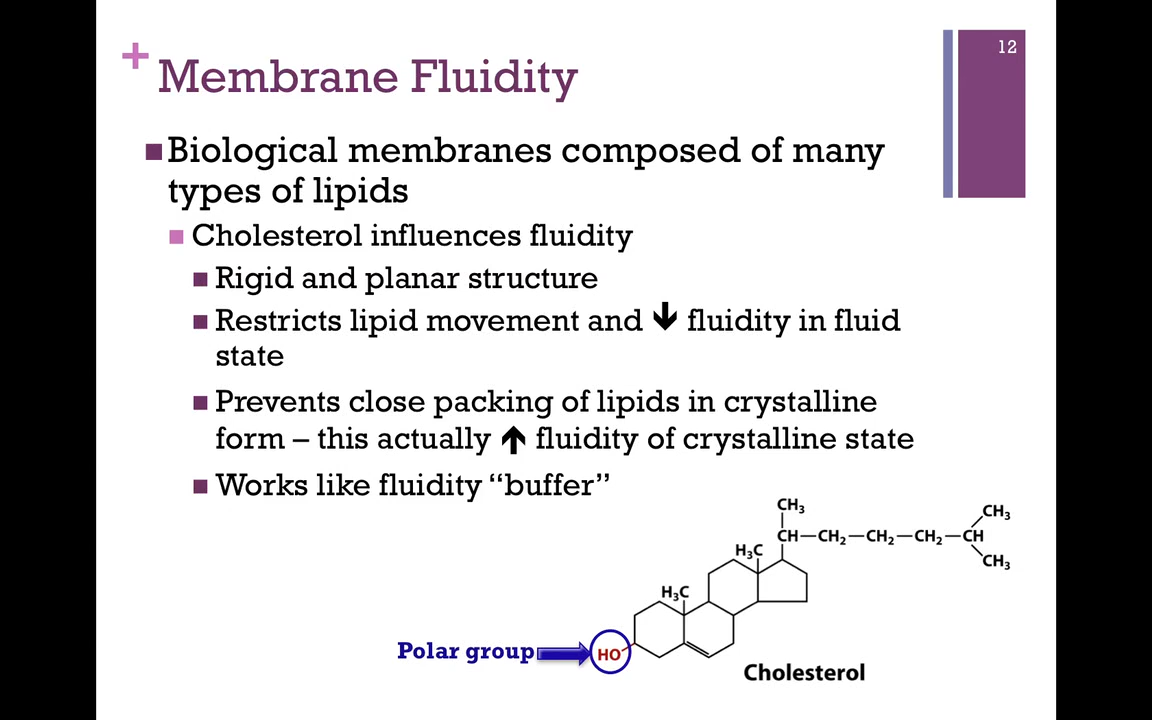 12
+ Membrane Fluidity
Biological membranes composed of many
types of lipids
Cholesterol influences fluidity
Rigid and planar structure
Restricts lipid movement and ↓ fluidity in fluid
state
Prevents close packing of lipids in crystalline
form – this actually ↑ fluidity of crystalline state
Works like fluidity “buffer”
CH₃
CH₃
CH—CH₂—CH₂—CH₂—CH
H₃C
CH₃
H₃C
Polar group
HO
Cholesterol